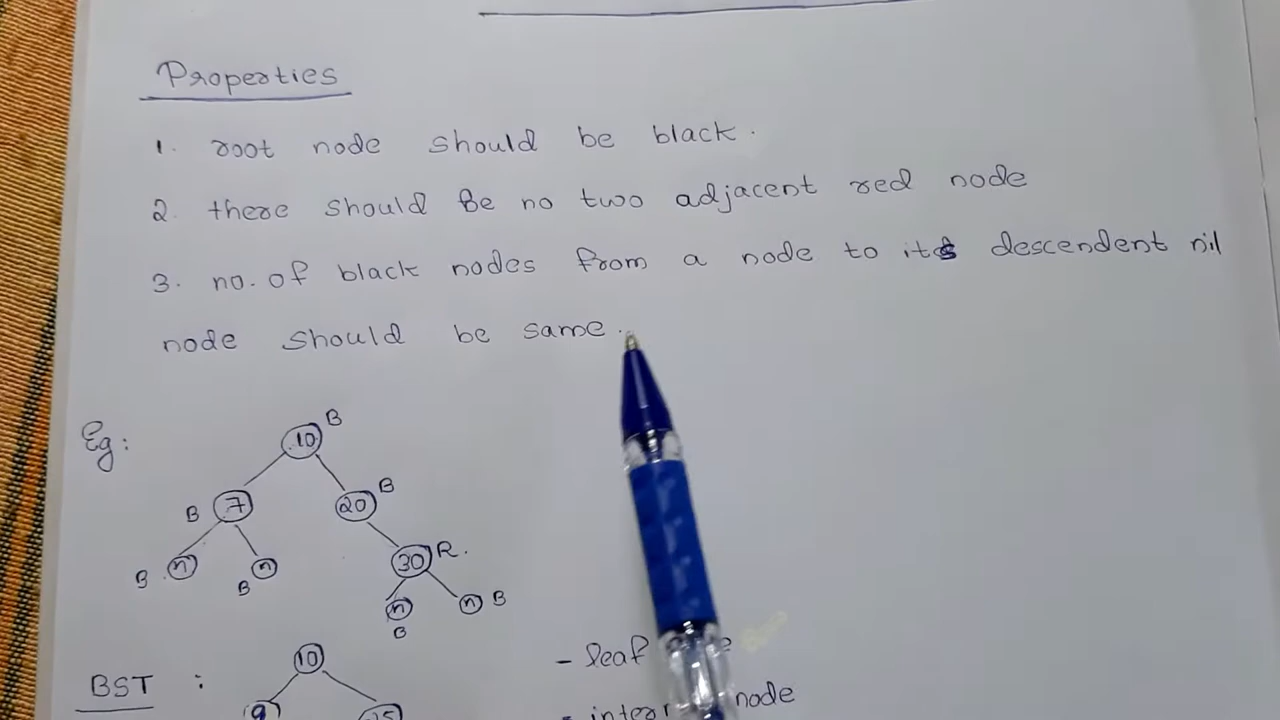 Properties
1. root node should be black.
2. there should be no two adjacent red node
3. no. of black nodes from a node to its descendent nil
node should be same.
Eg:
10 B
B 7 20 B
B n n 30 R.
B n n B
B
10
- leaf
BST :
9 25
node